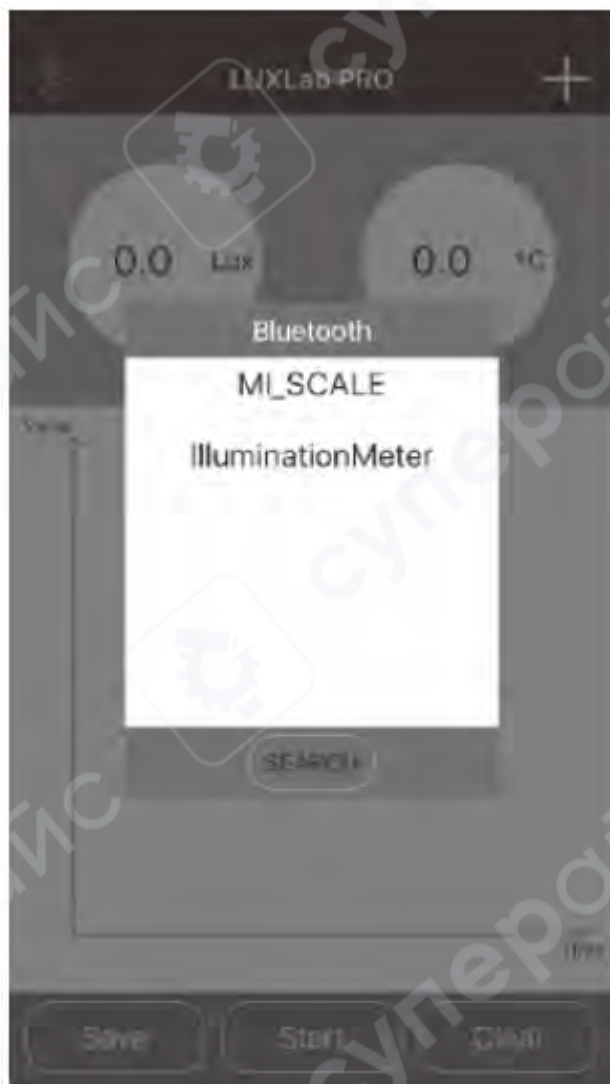 LUXLab PRO
0.0 Lux 0.0 °C
Bluetooth
MI_SCALE
IlluminationMeter
SEARCH
Save Start Clear